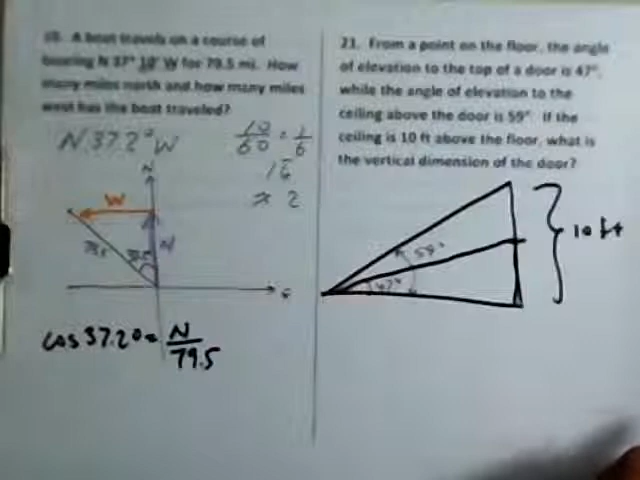 A boat travels on a course of
bearing N 37° 10' W for 79.5 mi. How
many miles north and how many miles
west has the boat traveled?
N 37.2° W
10/60 = 1/6
.16
≈ 2
N
W
79.5
N
cos 37.2° = N/79.5
21. From a point on the floor, the angle
of elevation to the top of a door is 47°,
while the angle of elevation to the
ceiling above the door is 59°. If the
ceiling is 10 ft above the floor, what is
the vertical dimension of the door?
59°
47°
10 ft